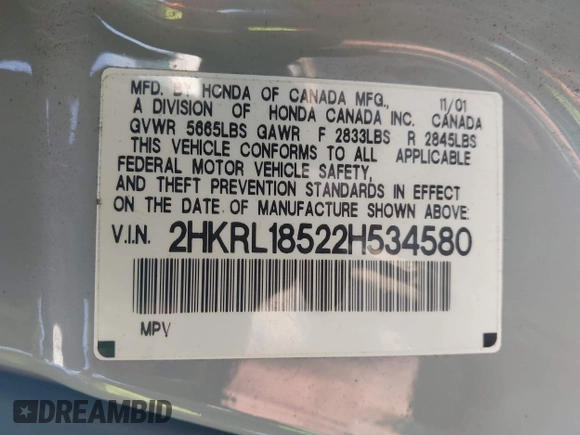 MFD. BY HONDA OF CANADA MFG., 11/01
A DIVISION OF HONDA CANADA INC. CANADA
GVWR 5665LBS GAWR F 2833LBS R 2845LBS
THIS VEHICLE CONFORMS TO ALL APPLICABLE
FEDERAL MOTOR VEHICLE SAFETY,
AND THEFT PREVENTION STANDARDS IN EFFECT
ON THE DATE OF MANUFACTURE SHOWN ABOVE:
V.I.N. 2HKRL18522H534580
MPV
DREAMBID